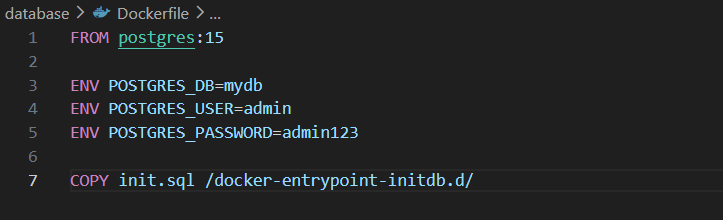 database > Dockerfile > ...
1 FROM postgres:15
2
3 ENV POSTGRES_DB=mydb
4 ENV POSTGRES_USER=admin
5 ENV POSTGRES_PASSWORD=admin123
6
7 COPY init.sql /docker-entrypoint-initdb.d/